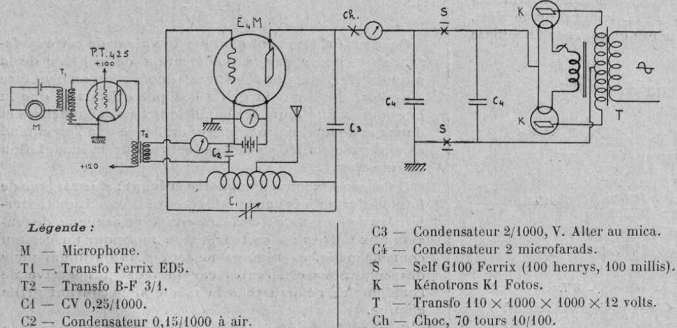 E4M
Ch.
S
K
P.T. 425
+100
T1
M
T2
+120
C2
C1
C3
C4
C4
S
K
T
Légende :
M — Microphone.
T1 — Transfo Ferrix ED5.
T2 — Transfo B-F 3/1.
C1 — CV 0,25/1000.
C2 — Condensateur 0,15/1000 à air.
C3 — Condensateur 2/1000, V. Alter au mica.
C4 — Condensateur 2 microfarads.
S — Self G100 Ferrix (100 henrys, 100 millis).
K — Kénotrons K1 Fotos.
T — Transfo 110 × 1000 × 1000 × 12 volts.
Ch — Choc, 70 tours 10/100.